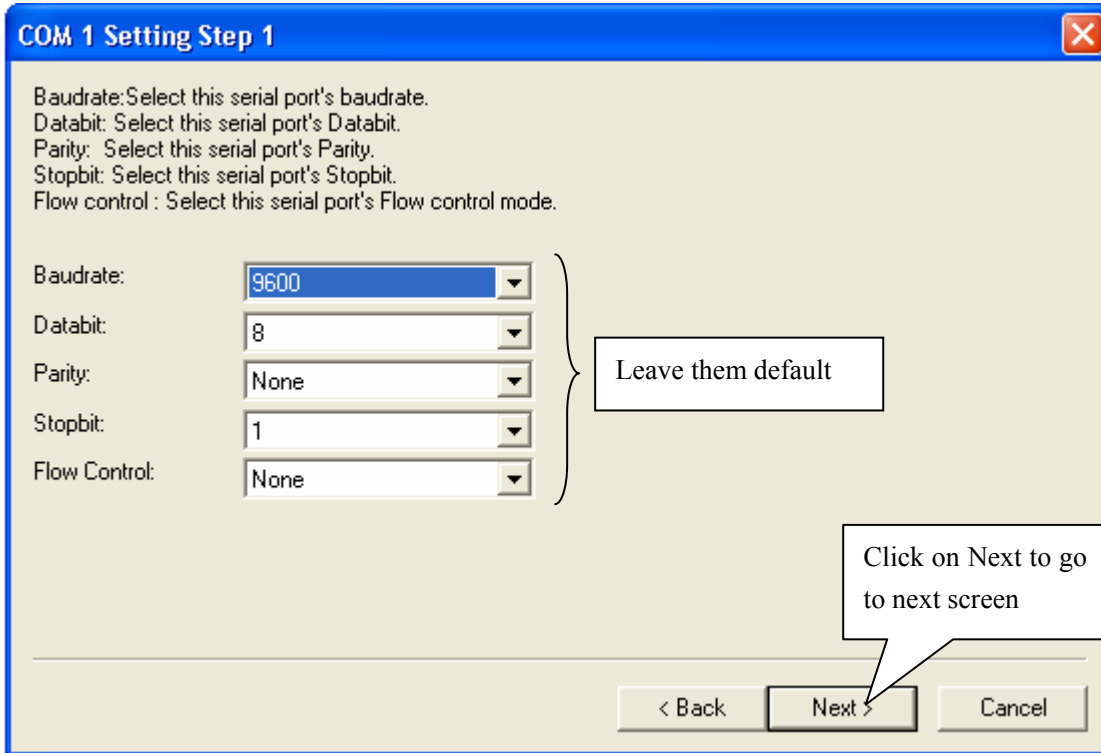 COM 1 Setting Step 1
Baudrate:Select this serial port's baudrate.
Databit: Select this serial port's Databit.
Parity:  Select this serial port's Parity.
Stopbit: Select this serial port's Stopbit.
Flow control : Select this serial port's Flow control mode.
Baudrate: 9600
Databit: 8
Parity: None
Stopbit: 1
Flow Control: None
Leave them default
Click on Next to go
to next screen
< Back Next > Cancel